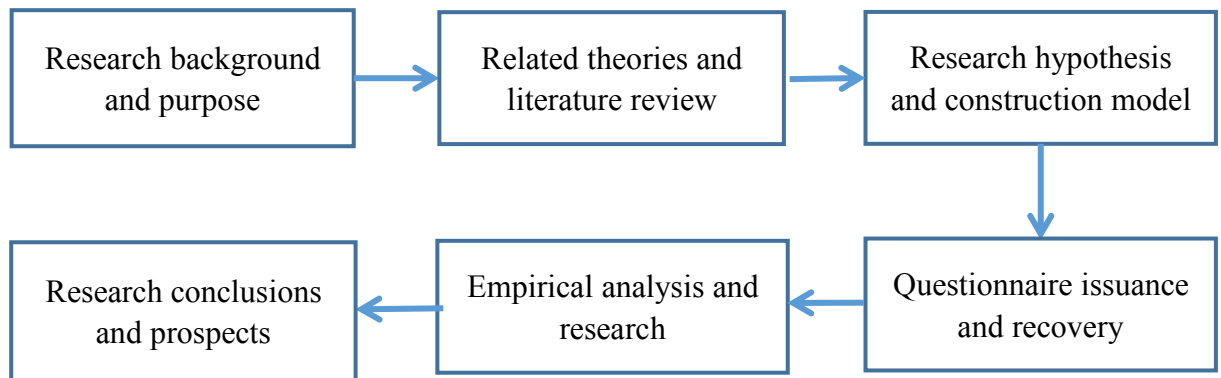 Research background
and purpose
Related theories and
literature review
Research hypothesis
and construction model
Questionnaire issuance
and recovery
Empirical analysis and
research
Research conclusions
and prospects